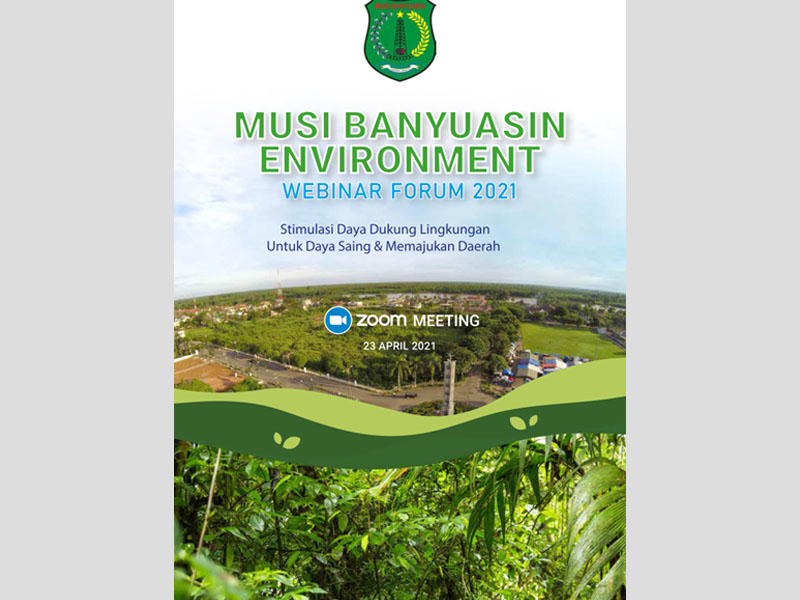 MUSI BANYUASIN
ENVIRONMENT
WEBINAR FORUM 2021
Stimulasi Daya Dukung Lingkungan
Untuk Daya Saing & Memajukan Daerah
zoom MEETING
23 APRIL 2021